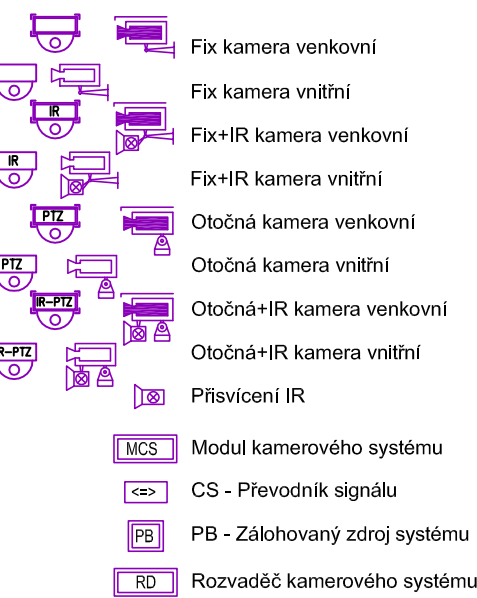 Fix kamera venkovní
Fix kamera vnitřní
IR Fix+IR kamera venkovní
IR Fix+IR kamera vnitřní
PTZ Otočná kamera venkovní
PTZ Otočná kamera vnitřní
IR-PTZ Otočná+IR kamera venkovní
R-PTZ Otočná+IR kamera vnitřní
Přisvícení IR
MCS Modul kamerového systému
<=> CS - Převodník signálu
PB PB - Zálohovaný zdroj systému
RD Rozvaděč kamerového systému